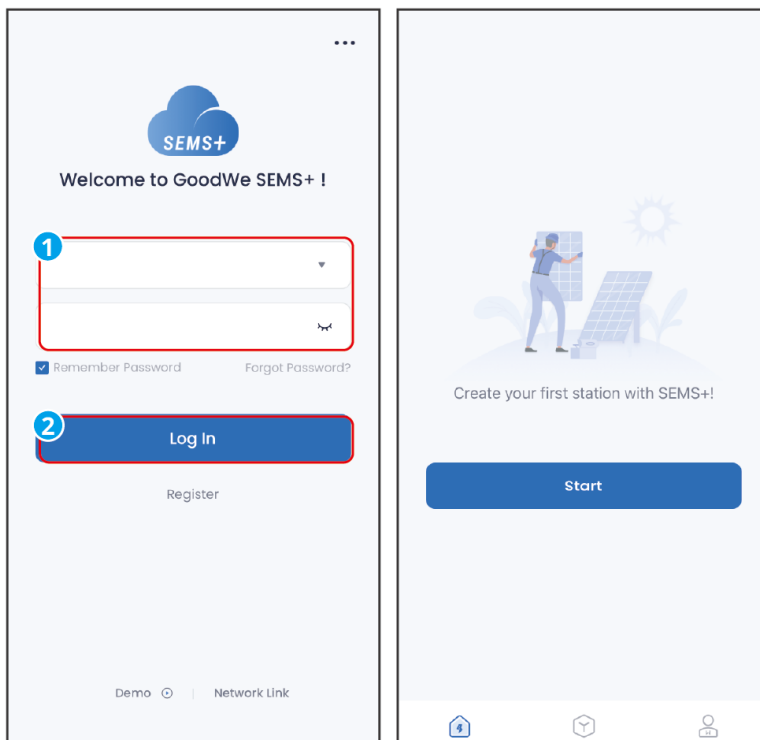 SEMS+
Welcome to GoodWe SEMS+ !
1
Remember Password
Forgot Password?
2
Log In
Register
Demo
Network Link
Create your first station with SEMS+!
Start